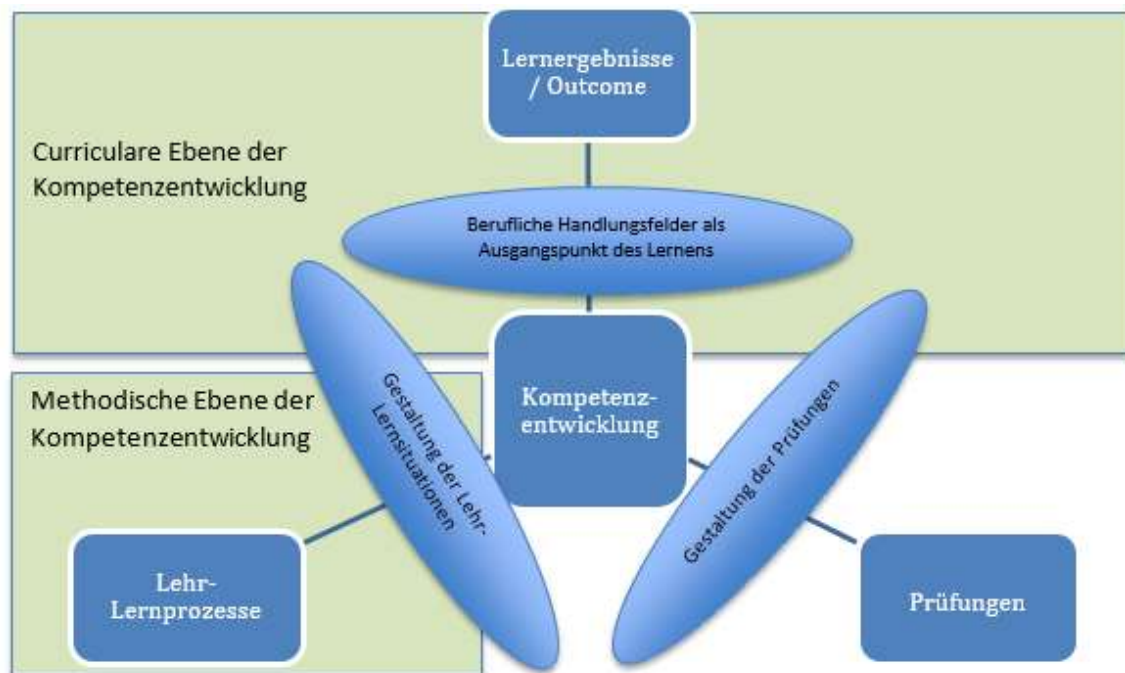 Lernergebnisse
/ Outcome
Curriculare Ebene der
Kompetenzentwicklung
Berufliche Handlungsfelder als
Ausgangspunkt des Lernens
Methodische Ebene der
Kompetenzentwicklung
Gestaltung der Lehr-
Lernsituationen
Kompetenz-
entwicklung
Gestaltung der Prüfungen
Lehr-
Lernprozesse
Prüfungen